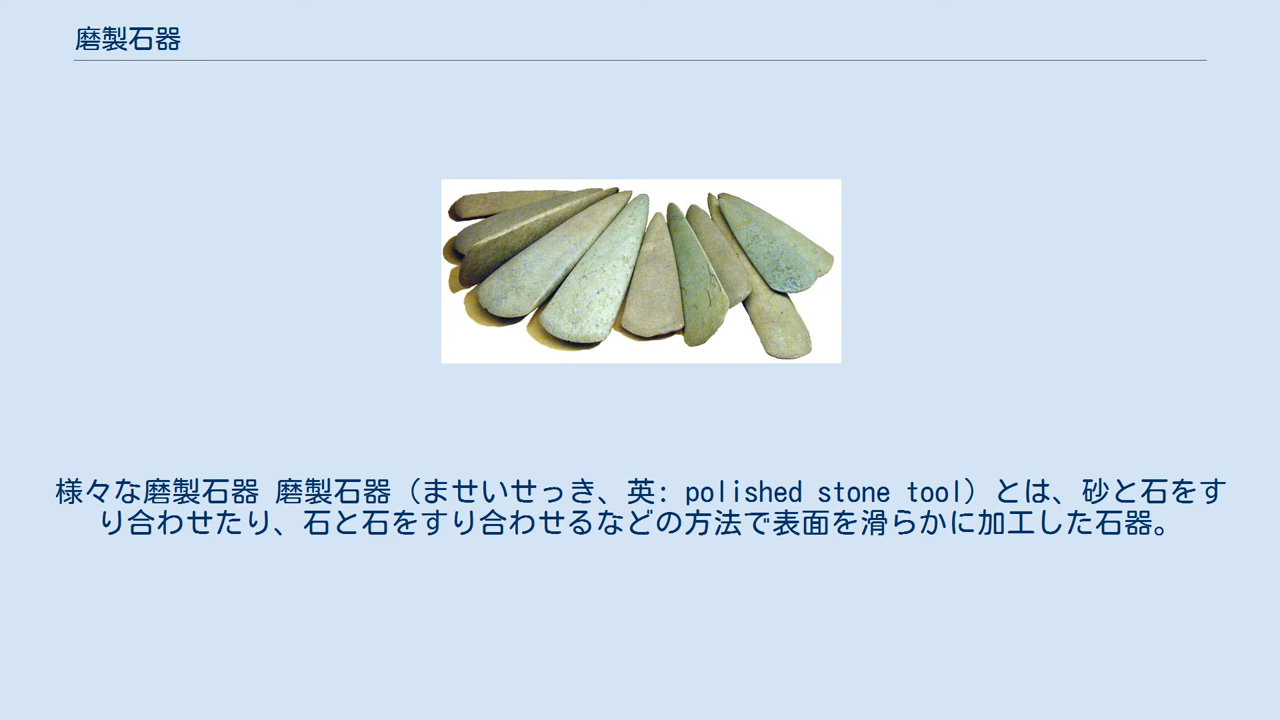 磨製石器
様々な磨製石器 磨製石器（ませいせっき、英: polished stone tool）とは、砂と石をす
り合わせたり、石と石をすり合わせるなどの方法で表面を滑らかに加工した石器。